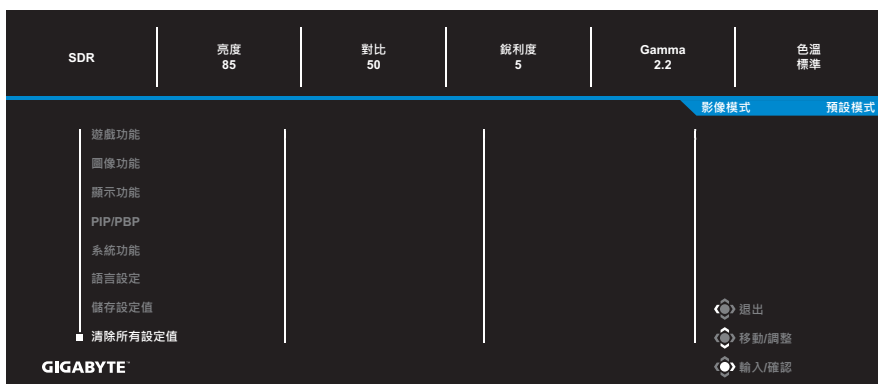 SDR
亮度
85
對比
50
銳利度
5
Gamma
2.2
色溫
標準
影像模式 預設模式
遊戲功能
圖像功能
顯示功能
PIP/PBP
系統功能
語言設定
儲存設定值
清除所有設定值
退出
移動/調整
輸入/確認
GIGABYTE™